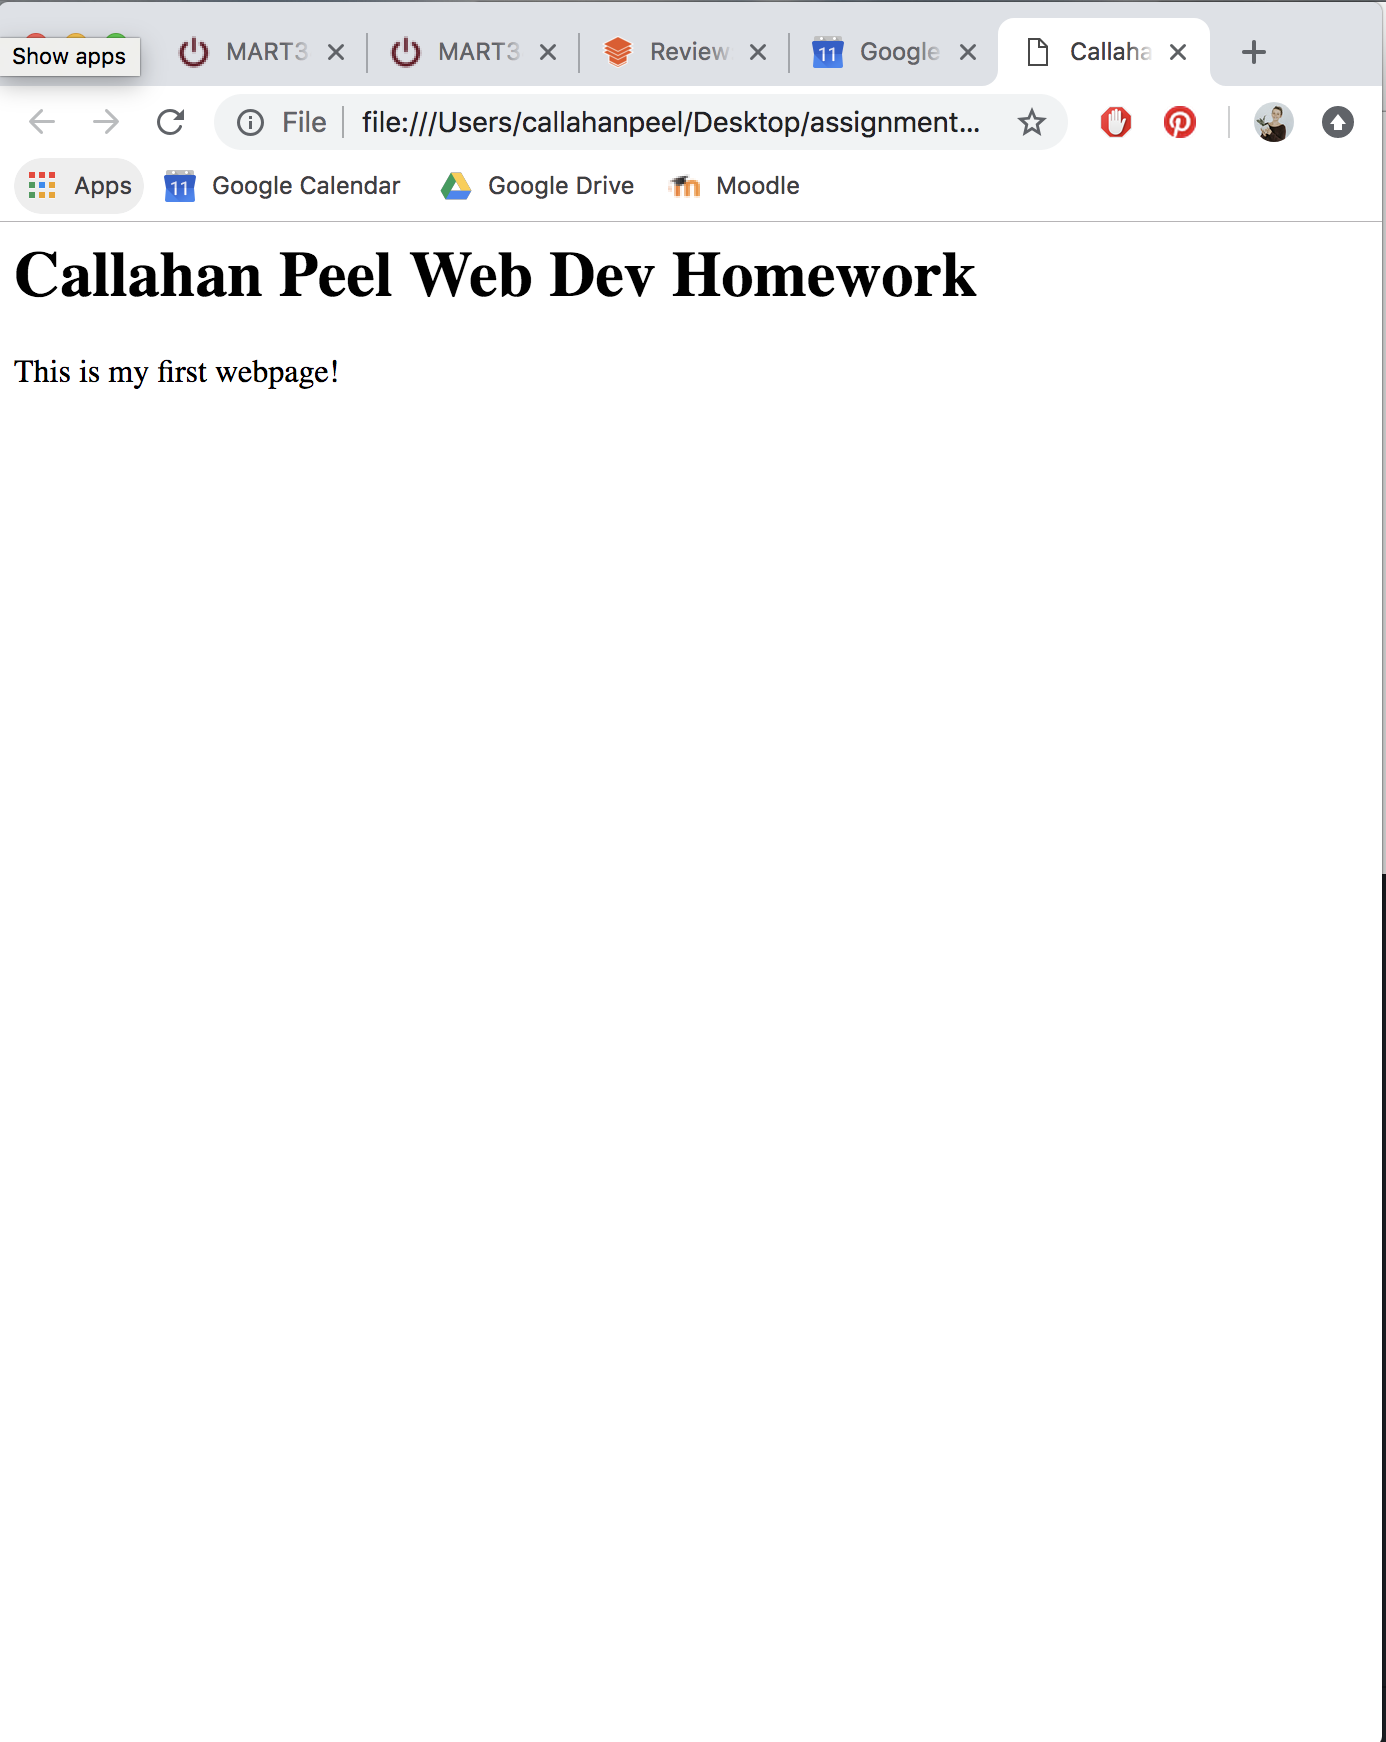 Show apps
MART3
MART3
Review
Google
Callaha
File
file:///Users/callahanpeel/Desktop/assignment...
Apps
11
Google Calendar
Google Drive
Moodle
Callahan Peel Web Dev Homework
This is my first webpage!